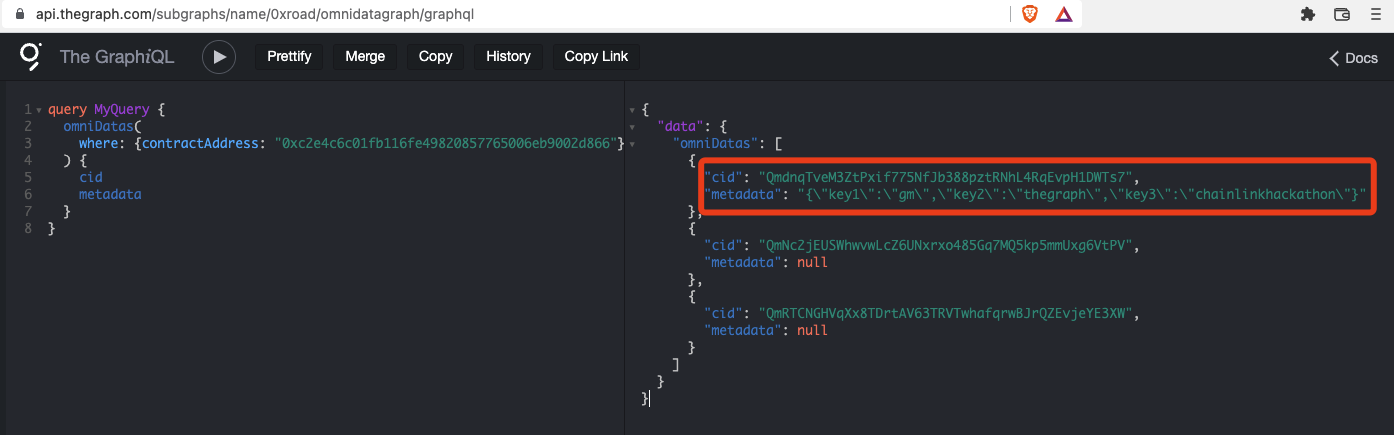 api.thegraph.com/subgraphs/name/0xroad/omnidatagraph/graphql
The GraphiQL Prettify Merge Copy History Copy Link Docs
1 query MyQuery {
2 omniDatas(
3 where: {contractAddress: "0xc2e4c6c01fb116fe49820857765006eb9002d866"}
4 ) {
5 cid
6 metadata
7 }
8 }
{
"data": {
"omniDatas": [
{
"cid": "QmdnqTveM3ZtPxif775NfJb388pztRNhL4RqEvpH1DWTs7",
"metadata": "{\"key1\":\"gm\",\"key2\":\"thegraph\",\"key3\":\"chainlinkhackathon\"}"
},
{
"cid": "QmNc2jEUSWhwvwLcZ6UNxrxo485Gq7MQ5kp5mmUxg6VtPV",
"metadata": null
},
{
"cid": "QmRTCNGHVqXx8TDrtAV63TRVTwhafqrwBJrQZEvjeYE3XW",
"metadata": null
}
]
}
}